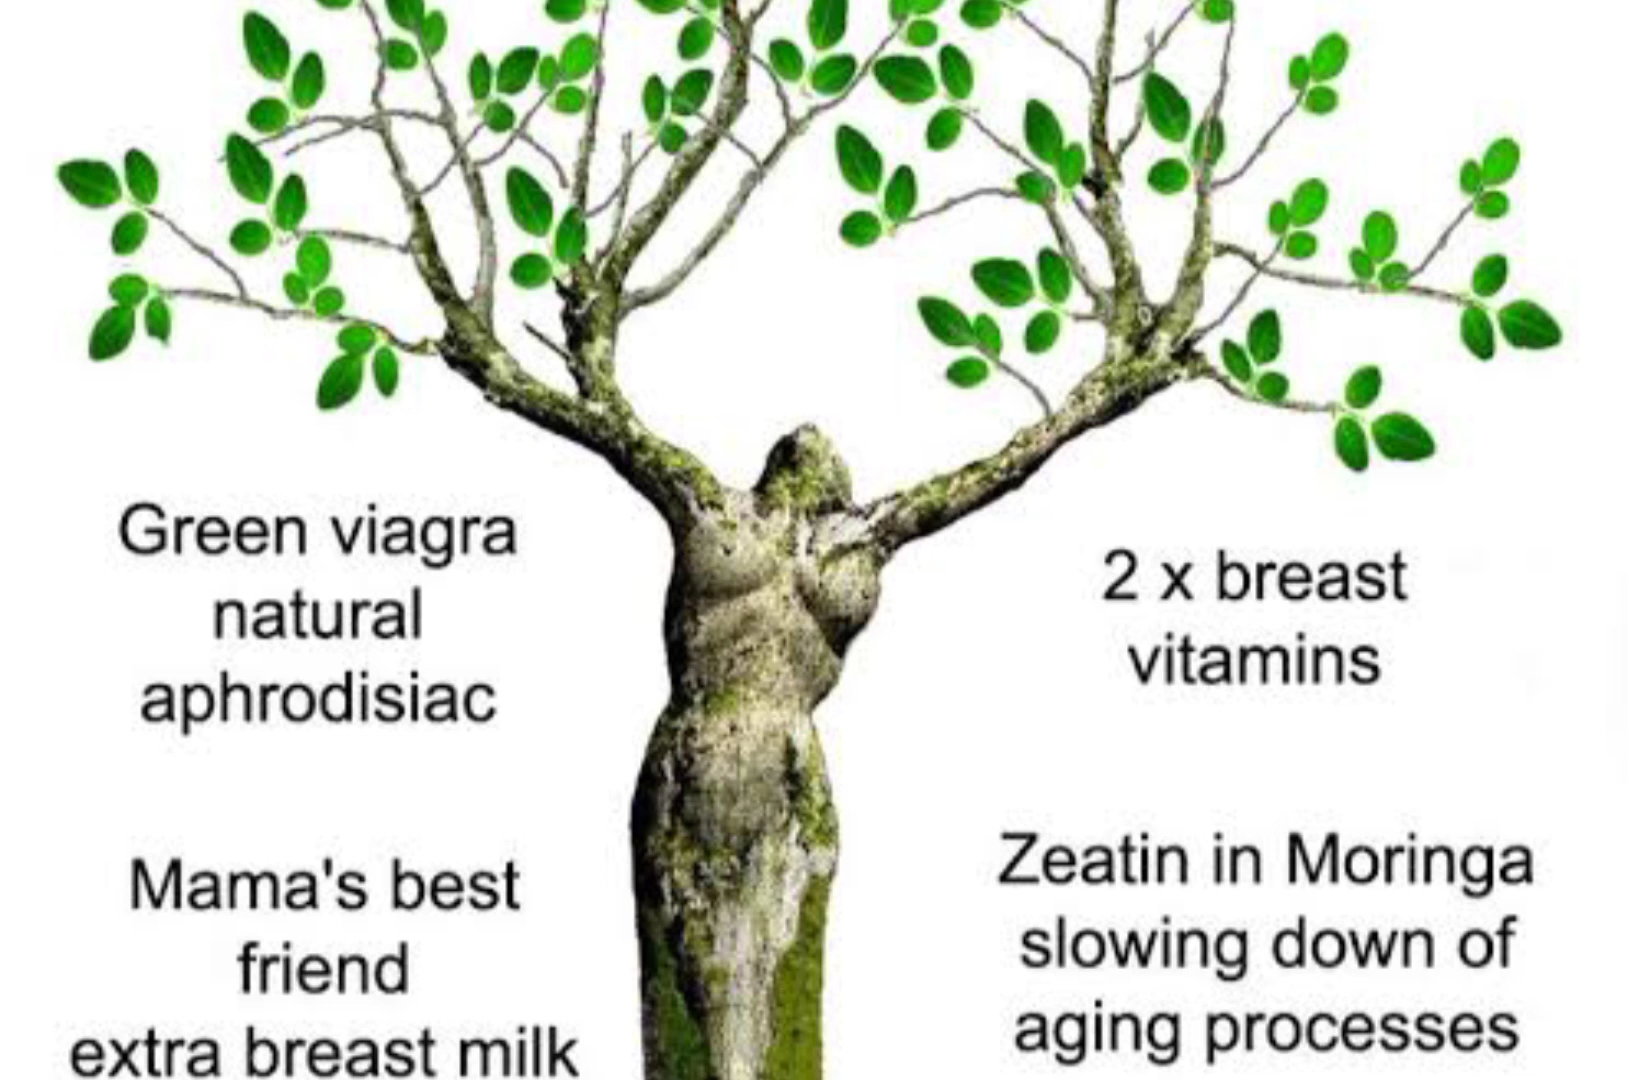 Green viagra
natural
aphrodisiac
2 x breast
vitamins
Mama's best
friend
extra breast milk
Zeatin in Moringa
slowing down of
aging processes